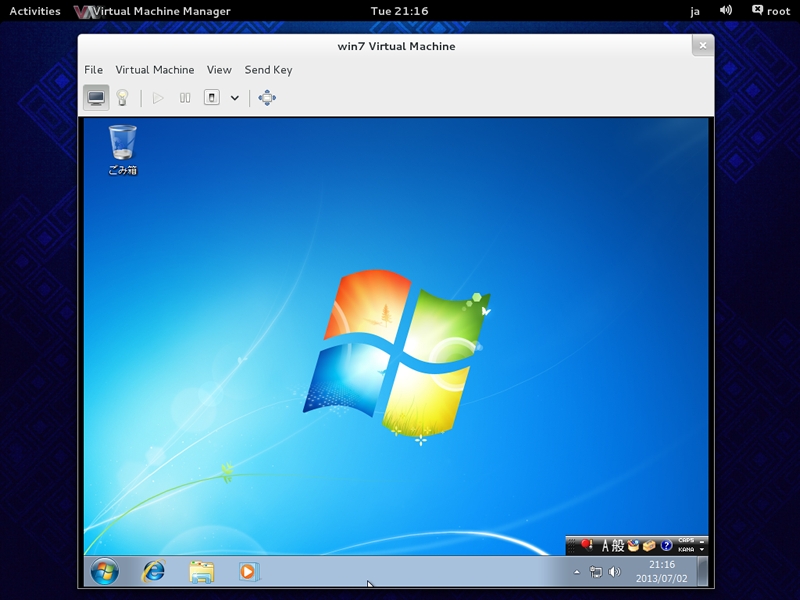 Activities Virtual Machine Manager Tue 21:16 ja root
win7 Virtual Machine
File Virtual Machine View Send Key
ごみ箱
A 般 CAPS
KANA
21:16
2013/07/02